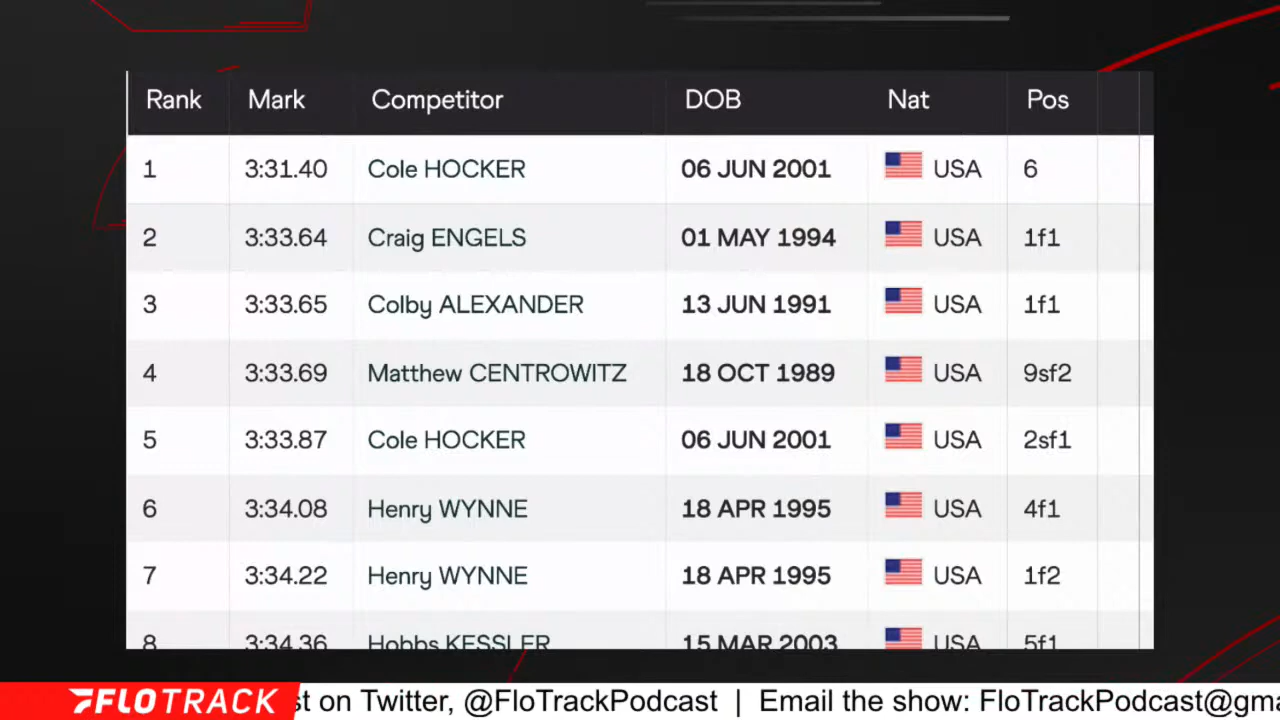 Rank Mark Competitor DOB Nat Pos
1 3:31.40 Cole HOCKER 06 JUN 2001 USA 6
2 3:33.64 Craig ENGELS 01 MAY 1994 USA 1f1
3 3:33.65 Colby ALEXANDER 13 JUN 1991 USA 1f1
4 3:33.69 Matthew CENTROWITZ 18 OCT 1989 USA 9sf2
5 3:33.87 Cole HOCKER 06 JUN 2001 USA 2sf1
6 3:34.08 Henry WYNNE 18 APR 1995 USA 4f1
7 3:34.22 Henry WYNNE 18 APR 1995 USA 1f2
8 3:34.36 Hobbs KESSLER 15 MAR 2003 USA 5f1
FLOTRACK st on Twitter, @FloTrackPodcast | Email the show: FloTrackPodcast@gma